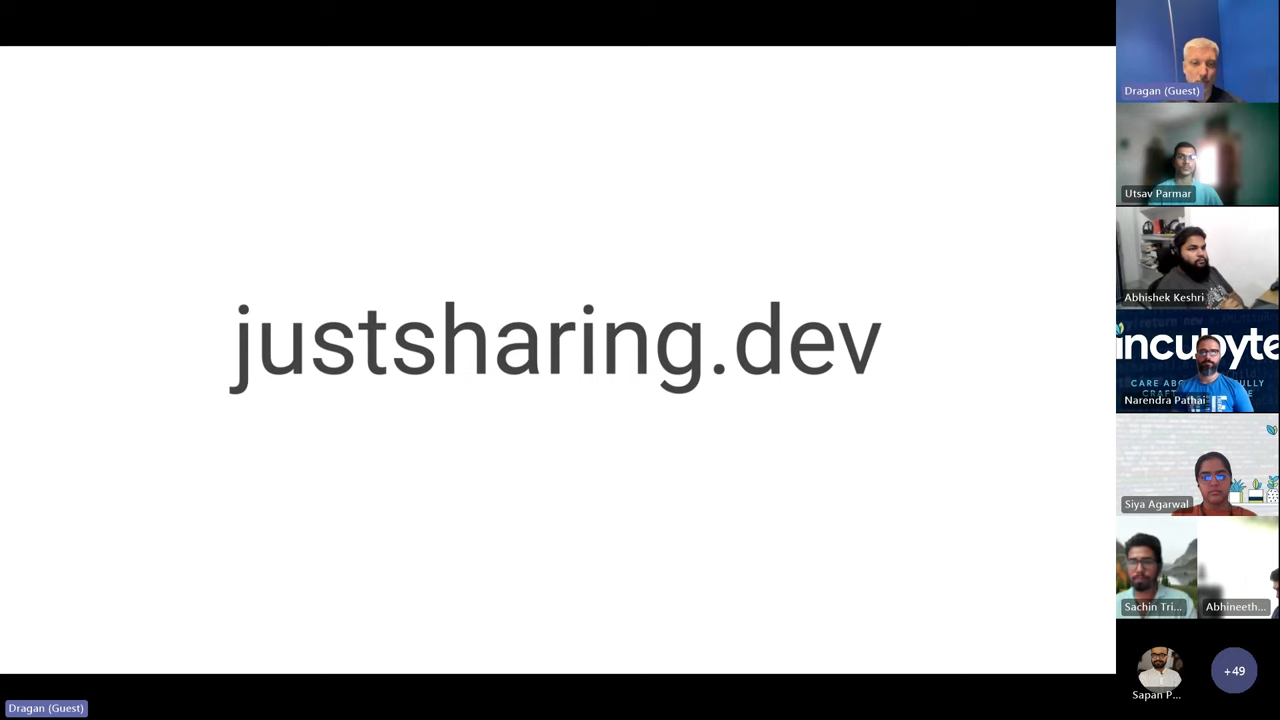 justsharing.dev
Dragan (Guest)
Utsav Parmar
Abhishek Keshri
incubyte
Narendra Pathai
Siya Agarwal
Sachin Tri...
Abhineeth...
Sapan P...
+49
Dragan (Guest)